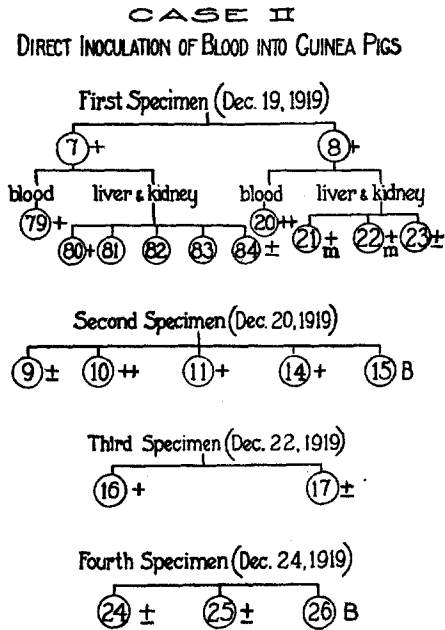 CASE II
DIRECT INOCULATION OF BLOOD INTO GUINEA PIGS
First Specimen (Dec. 19, 1919)
7 + 8 +
blood liver & kidney blood liver & kidney
79 + 80 + 81 82 83 84 ± 20 ++ 21 ± m 22 ± m 23 ±
Second Specimen (Dec. 20, 1919)
9 ± 10 ++ 11 + 14 + 15 B
Third Specimen (Dec. 22, 1919)
16 + 17 ±
Fourth Specimen (Dec. 24, 1919)
24 ± 25 ± 26 B